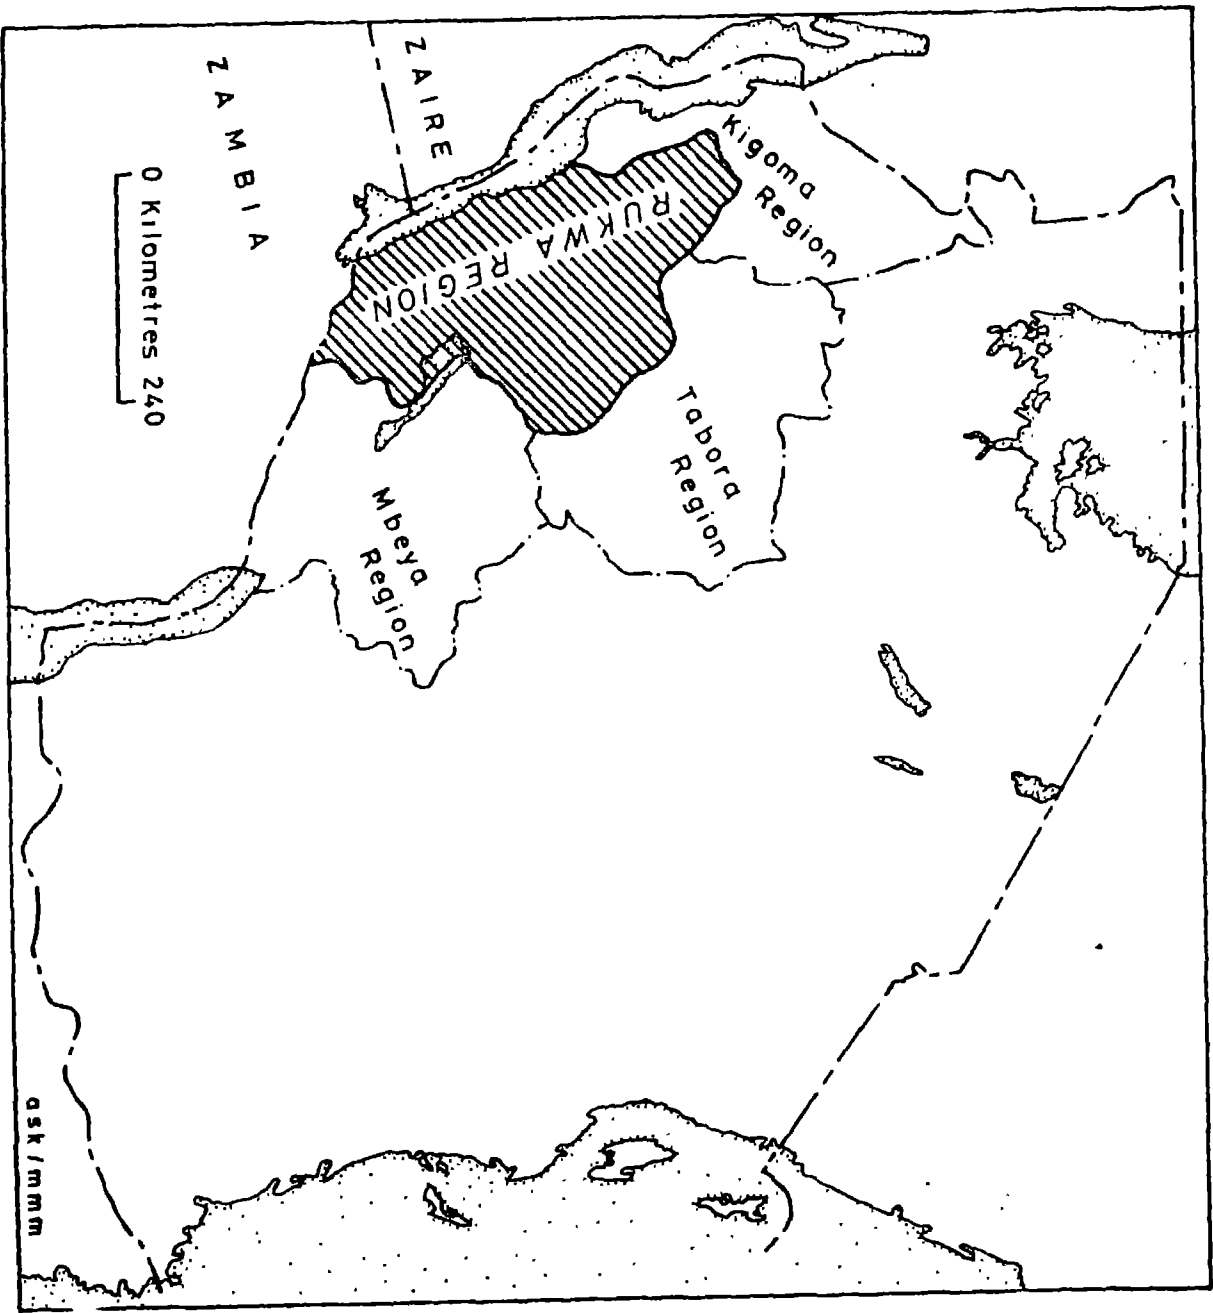 ZAIRE
ZAMBIA
Kigoma
Region
RUKWA REGION
Tabora
Region
Mbeya
Region
0 Kilometres 240
ask/mmm